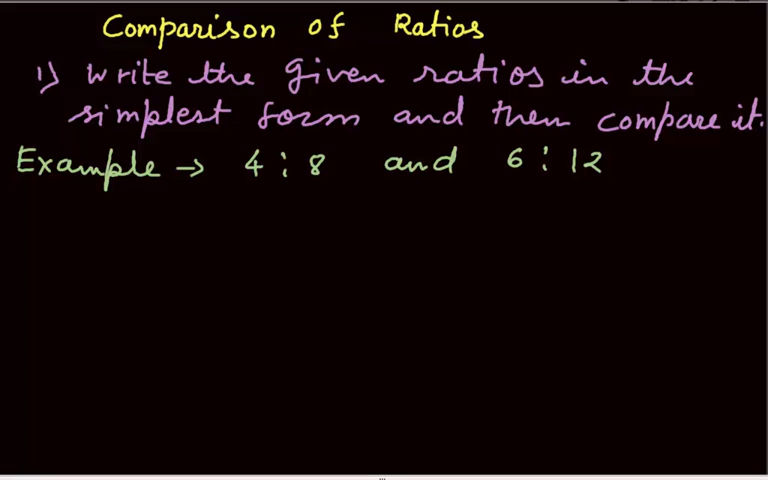 Comparison of Ratios
1) Write the given ratios in the
simplest form and then compare it.
Example → 4 : 8 and 6 : 12